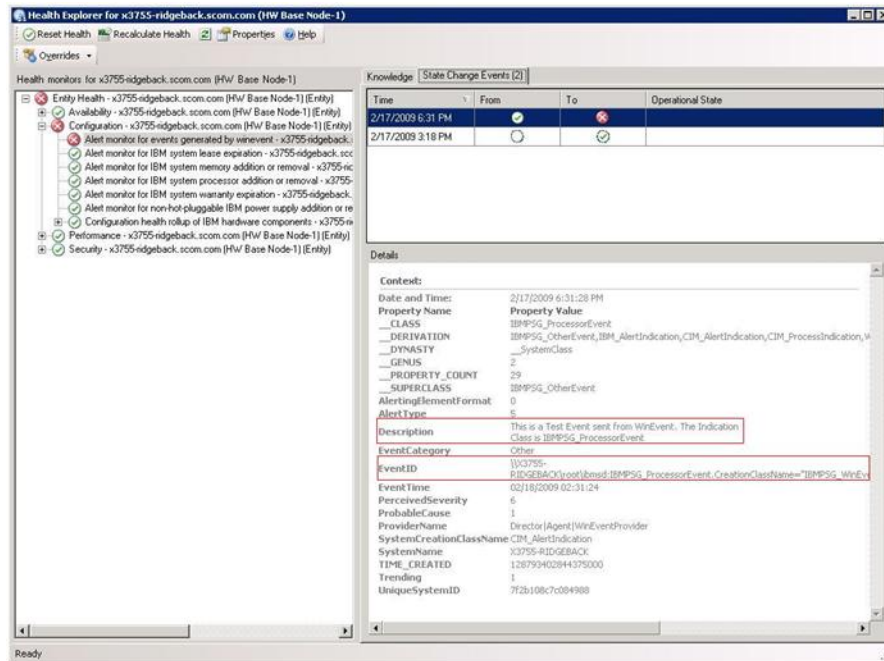 Health Explorer for x3755-ridgeback.scom.com (HW Base Node-1)
Reset Health Recalculate Health Properties Help
Overrides
Health monitors for x3755-ridgeback.scom.com (HW Base Node-1)
Entity Health - x3755-ridgeback.scom.com (HW Base Node-1) (Entity)
Availability - x3755-ridgeback.scom.com (HW Base Node-1) (Entity)
Configuration - x3755-ridgeback.scom.com (HW Base Node-1) (Entity)
Alert monitor for events generated by winevent - x3755-ridgeback.
Alert monitor for IBM system lease expiration - x3755-ridgeback.sco
Alert monitor for IBM system memory addition or removal - x3755-ric
Alert monitor for IBM system processor addition or removal - x3755-
Alert monitor for IBM system warranty expiration - x3755-ridgeback.
Alert monitor for non-hot-pluggable IBM power supply addition or re
Configuration health rollup of IBM hardware components - x3755-ri
Performance - x3755-ridgeback.scom.com (HW Base Node-1) (Entity)
Security - x3755-ridgeback.scom.com (HW Base Node-1) (Entity)
Knowledge State Change Events (2)
Time From To Operational State
2/17/2009 6:31 PM
2/17/2009 3:18 PM
Details
Context:
Date and Time: 2/17/2009 6:31:28 PM
Property Name Property Value
__CLASS IBMPSG_ProcessorEvent
__DERIVATION IBMPSG_OtherEvent,IBM_AlertIndication,CIM_AlertIndication,CIM_ProcessIndication,
__DYNASTY __SystemClass
__GENUS 2
__PROPERTY_COUNT 29
__SUPERCLASS IBMPSG_OtherEvent
AlertingElementFormat 0
AlertType 5
Description This is a Test Event sent from WinEvent. The Indication
Class is IBMPSG_ProcessorEvent
EventCategory Other
EventID \\X3755-
RIDGEBACK\root\ibmsd:IBMPSG_ProcessorEvent.CreationClassName="IBMPSG_WinEv
EventTime 02/18/2009 02:31:24
PerceivedSeverity 6
ProbableCause 1
ProviderName Director|Agent|WinEventProvider
SystemCreationClassName CIM_AlertIndication
SystemName X3755-RIDGEBACK
TIME_CREATED 128793402844375000
Trending 1
UniqueSystemID 7f2b108c7c084988
Ready